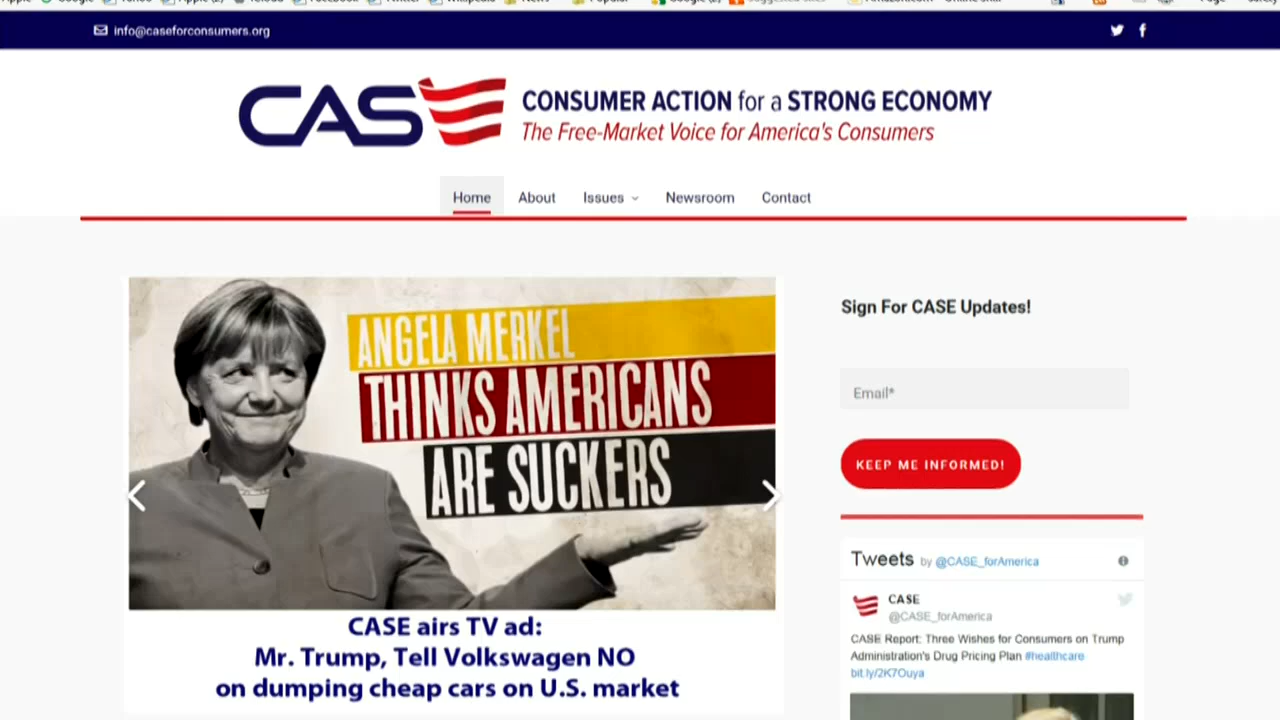 info@caseforconsumers.org
CAS
CONSUMER ACTION for a STRONG ECONOMY
The Free-Market Voice for America's Consumers
Home About Issues Newsroom Contact
ANGELA MERKEL
THINKS AMERICANS
ARE SUCKERS
CASE airs TV ad:
Mr. Trump, Tell Volkswagen NO
on dumping cheap cars on U.S. market
Sign For CASE Updates!
Email*
KEEP ME INFORMED!
Tweets by @CASE_forAmerica
CASE
@CASE_forAmerica
CASE Report: Three Wishes for Consumers on Trump
Administration's Drug Pricing Plan #healthcare
bit.ly/2K7Ouya